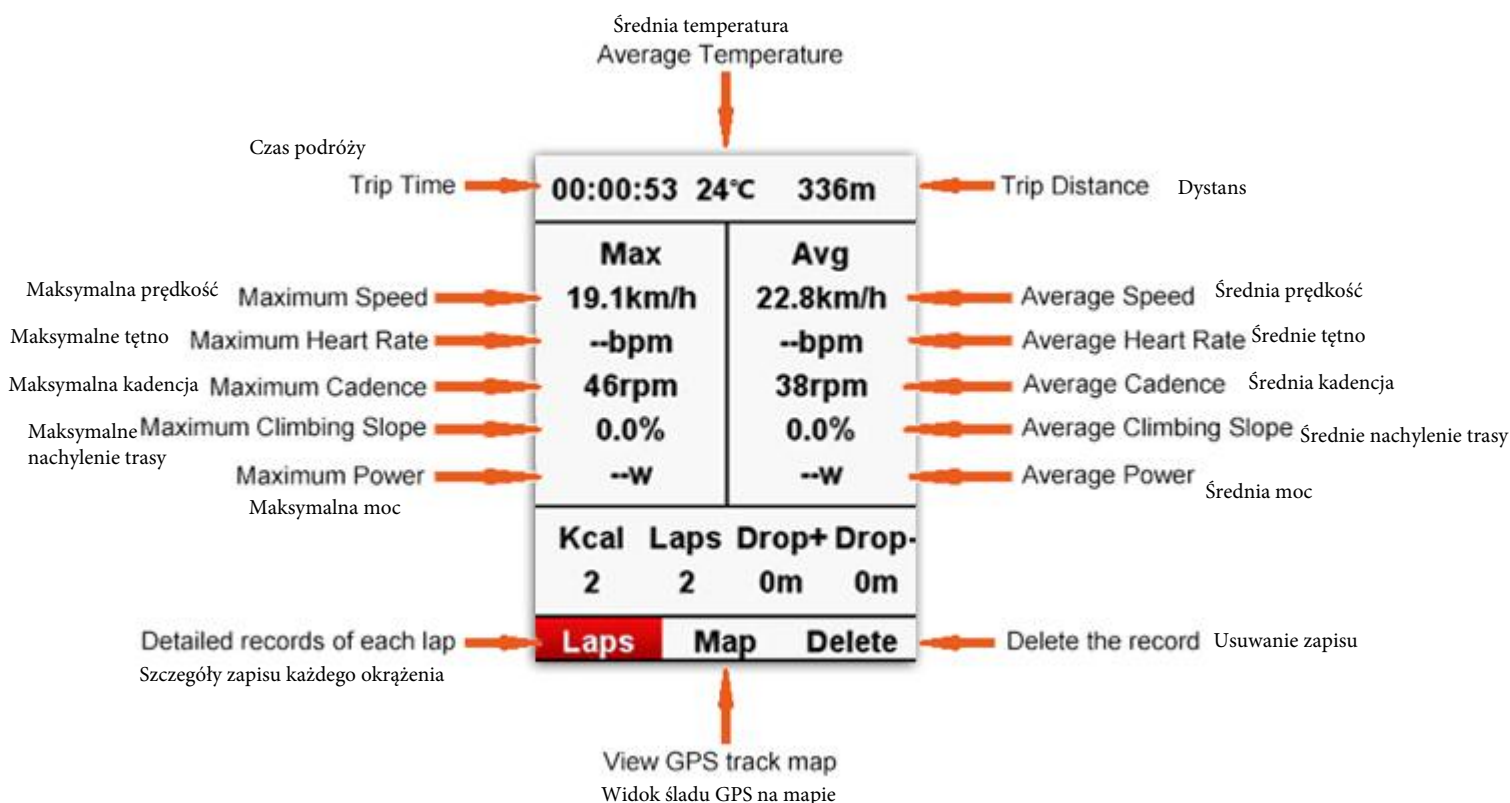 Średnia temperatura
Average Temperature
Czas podróży
Trip Time
00:00:53 24°C 336m
Trip Distance Dystans
Max Avg
Maksymalna prędkość Maximum Speed 19.1km/h 22.8km/h Average Speed Średnia prędkość
Maksymalne tętno Maximum Heart Rate --bpm --bpm Average Heart Rate Średnie tętno
Maksymalna kadencja Maximum Cadence 46rpm 38rpm Average Cadence Średnia kadencja
Maksymalne nachylenie trasy Maximum Climbing Slope 0.0% 0.0% Average Climbing Slope Średnie nachylenie trasy
Maximum Power --W --W Average Power
Maksymalna moc Średnia moc
Kcal Laps Drop+ Drop-
2 2 0m 0m
Detailed records of each lap Laps Map Delete Delete the record Usuwanie zapisu
Szczegóły zapisu każdego okrążenia
View GPS track map
Widok śladu GPS na mapie